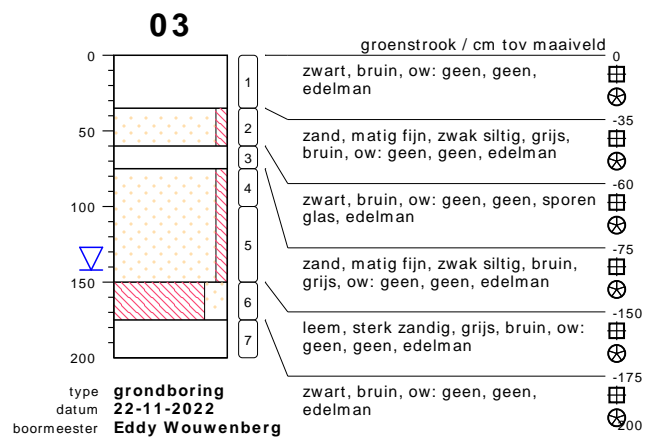 03
groenstrook / cm tov maaiveld
0
0
1
zwart, bruin, ow: geen, geen,
edelman
-35
50
2
zand, matig fijn, zwak siltig, grijs,
bruin, ow: geen, geen, edelman
3
-60
zwart, bruin, ow: geen, geen, sporen
glas, edelman
100
4
-75
zand, matig fijn, zwak siltig, bruin,
grijs, ow: geen, geen, edelman
5
150
-150
6
leem, sterk zandig, grijs, bruin, ow:
geen, geen, edelman
7
200
-175
zwart, bruin, ow: geen, geen,
edelman
200
type grondboring
datum 22-11-2022
boormeester Eddy Wouwenberg